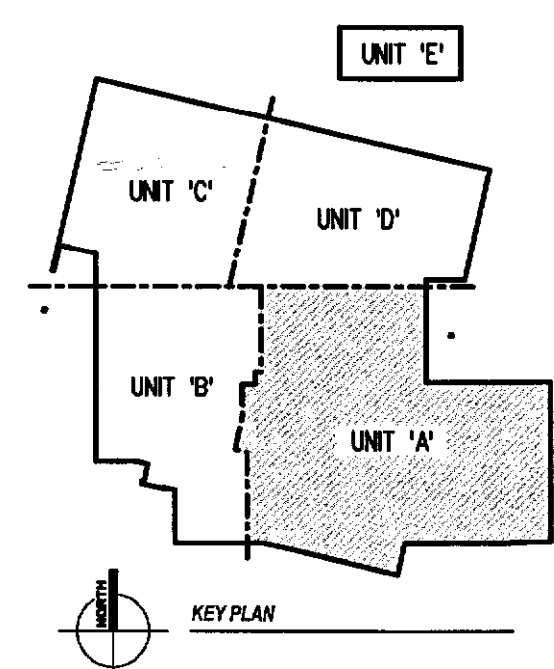 UNIT 'E'
UNIT 'C'
UNIT 'D'
UNIT 'B'
UNIT 'A'
NORTH
KEY PLAN